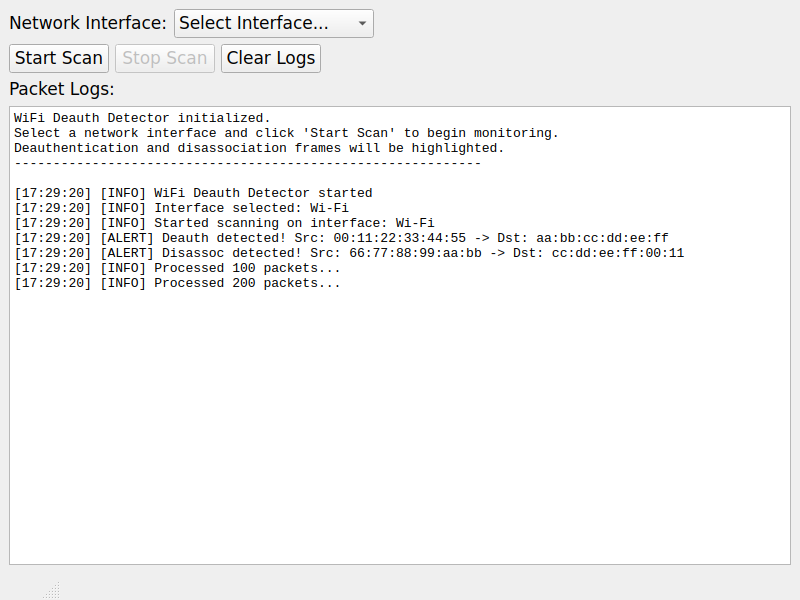 Network Interface: Select Interface...
Start Scan Stop Scan Clear Logs
Packet Logs:
WiFi Deauth Detector initialized.
Select a network interface and click 'Start Scan' to begin monitoring.
Deauthentication and disassociation frames will be highlighted.
------------------------------------------------------------
[17:29:20] [INFO] WiFi Deauth Detector started
[17:29:20] [INFO] Interface selected: Wi-Fi
[17:29:20] [INFO] Started scanning on interface: Wi-Fi
[17:29:20] [ALERT] Deauth detected! Src: 00:11:22:33:44:55 -> Dst: aa:bb:cc:dd:ee:ff
[17:29:20] [ALERT] Disassoc detected! Src: 66:77:88:99:aa:bb -> Dst: cc:dd:ee:ff:00:11
[17:29:20] [INFO] Processed 100 packets...
[17:29:20] [INFO] Processed 200 packets...